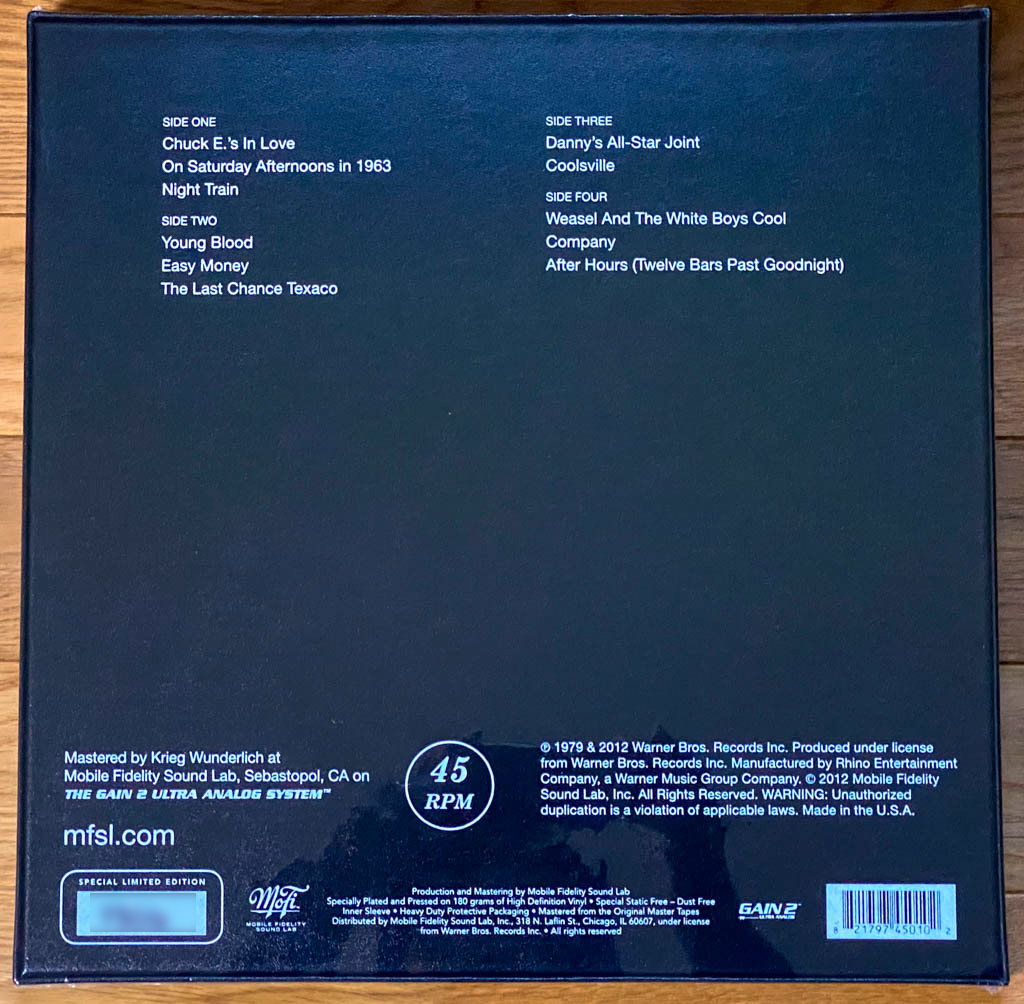 SIDE ONE
Chuck E.'s In Love
On Saturday Afternoons in 1963
Night Train
SIDE TWO
Young Blood
Easy Money
The Last Chance Texaco
SIDE THREE
Danny's All-Star Joint
Coolsville
SIDE FOUR
Weasel And The White Boys Cool
Company
After Hours (Twelve Bars Past Goodnight)
Mastered by Krieg Wunderlich at
Mobile Fidelity Sound Lab, Sebastopol, CA on
THE GAIN 2 ULTRA ANALOG SYSTEM™
mfsl.com
45
RPM
℗ 1979 & 2012 Warner Bros. Records Inc. Produced under license
from Warner Bros. Records Inc. Manufactured by Rhino Entertainment
Company, a Warner Music Group Company. © 2012 Mobile Fidelity
Sound Lab, Inc. All Rights Reserved. WARNING: Unauthorized
duplication is a violation of applicable laws. Made in the U.S.A.
SPECIAL LIMITED EDITION
MoFi
MOBILE FIDELITY
SOUND LAB
Production and Mastering by Mobile Fidelity Sound Lab
Specially Plated and Pressed on 180 grams of High Definition Vinyl • Special Static Free – Dust Free
Inner Sleeve • Heavy Duty Protective Packaging • Mastered from the Original Master Tapes
Distributed by Mobile Fidelity Sound Lab, Inc., 318 N. Laflin St., Chicago, IL 60607, under license
from Warner Bros. Records Inc. • All rights reserved
GAIN 2™
ULTRA ANALOG
8 21797 45010 2